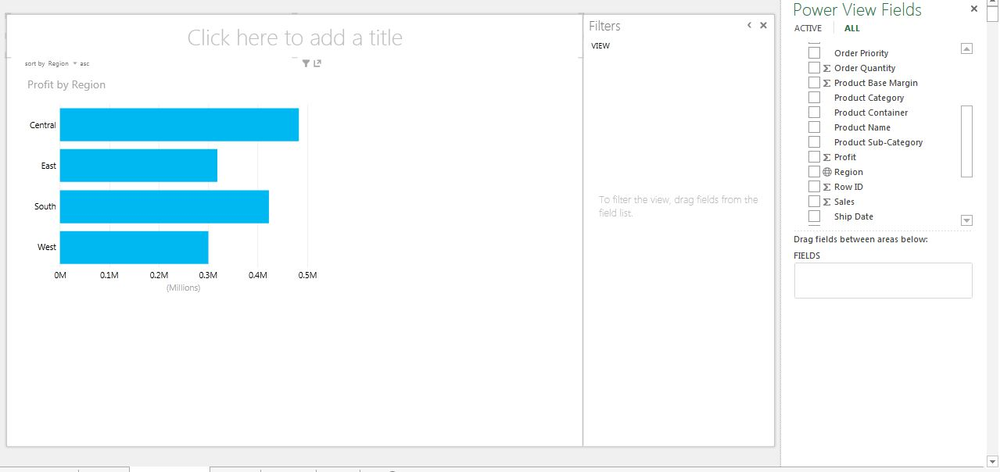 Click here to add a title
sort by Region asc
Profit by Region
Central
East
South
West
0M 0.1M 0.2M 0.3M 0.4M 0.5M
(Millions)
Filters
VIEW
To filter the view, drag fields from the
field list.
Power View Fields
ACTIVE ALL
Order Priority
Σ Order Quantity
Σ Product Base Margin
Product Category
Product Container
Product Name
Product Sub-Category
Σ Profit
Region
Σ Row ID
Σ Sales
Ship Date
Drag fields between areas below:
FIELDS